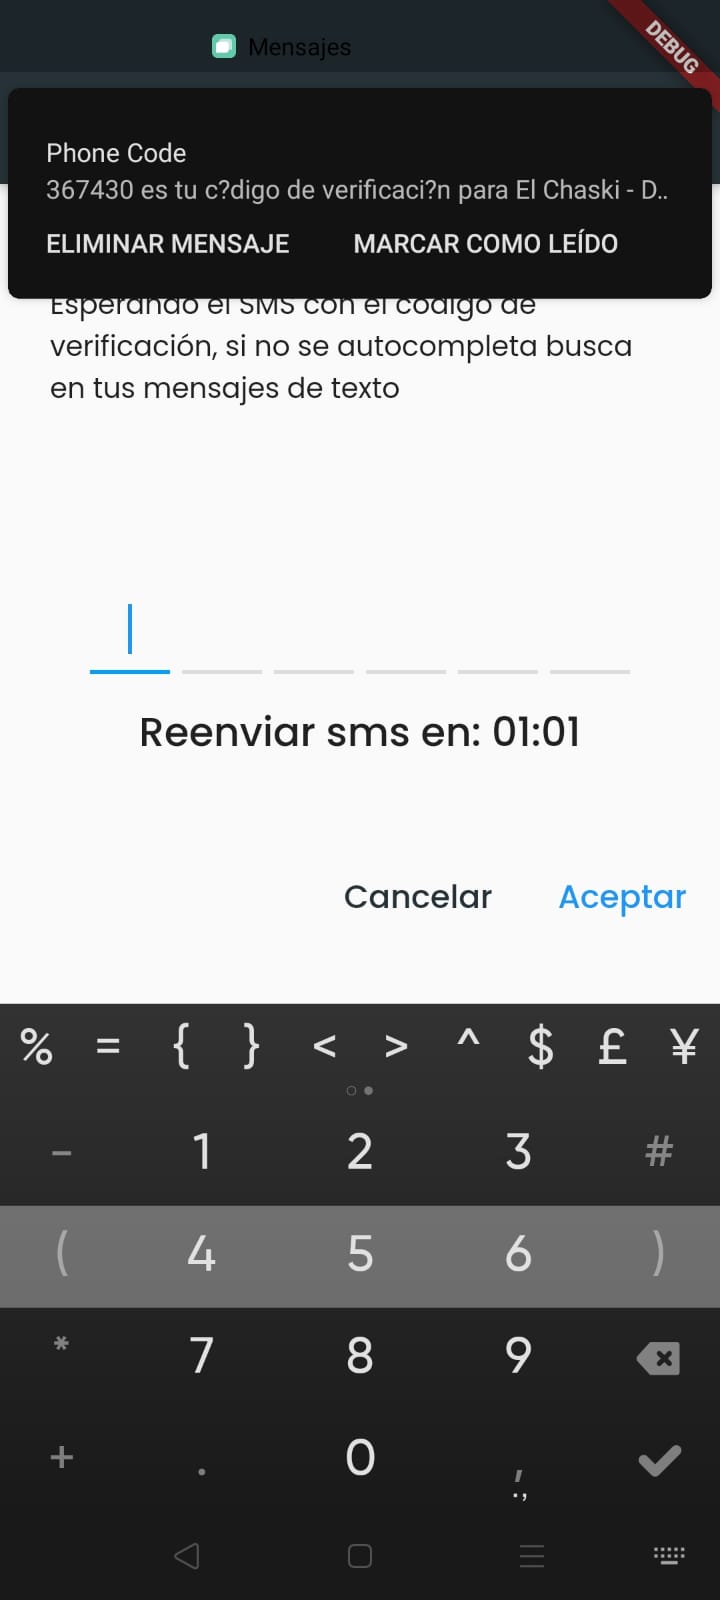 Mensajes
DEBUG
Phone Code
367430 es tu c?digo de verificaci?n para El Chaski - D..
ELIMINAR MENSAJE MARCAR COMO LEÍDO
Esperando el SMS con el código de
verificación, si no se autocompleta busca
en tus mensajes de texto
Reenviar sms en: 01:01
Cancelar Aceptar
% = { } < > ^ $ £ ¥
- 1 2 3 #
( 4 5 6 )
* 7 8 9
+ . 0 , .,